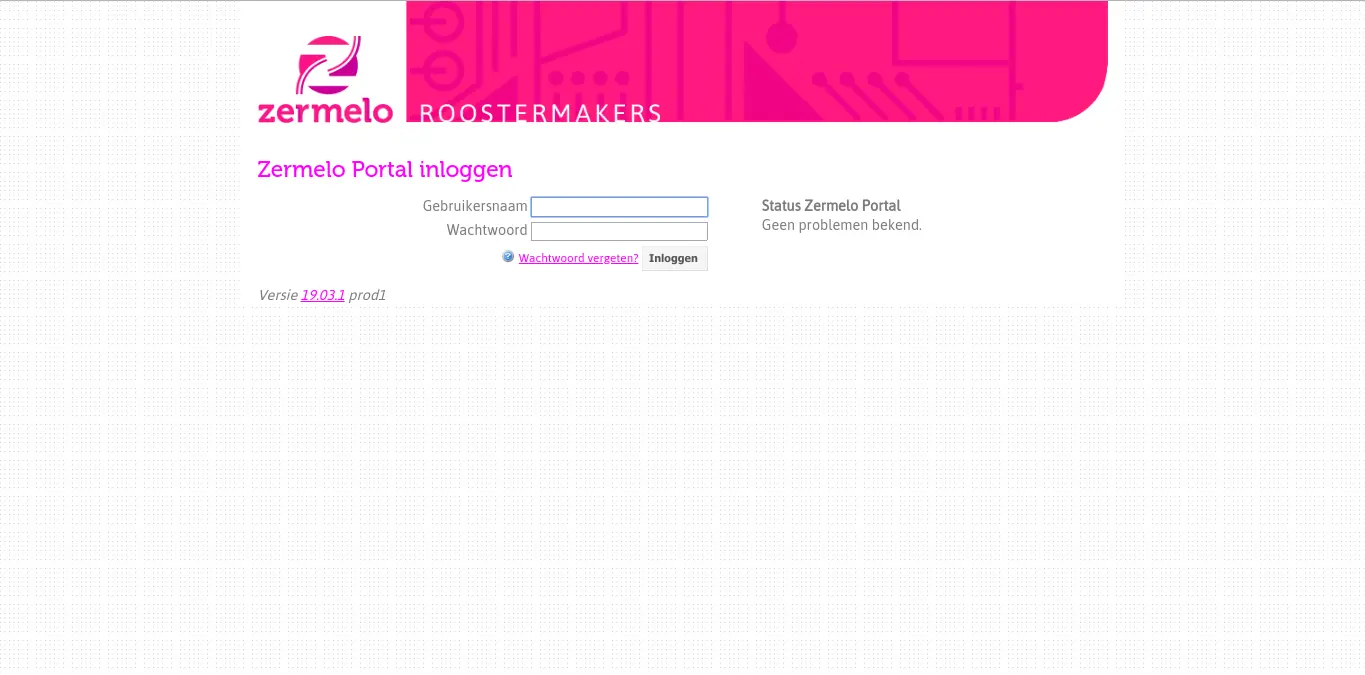 zermelo ROOSTERMAKERS
Zermelo Portal inloggen
Gebruikersnaam
Wachtwoord
Wachtwoord vergeten? Inloggen
Status Zermelo Portal
Geen problemen bekend.
Versie 19.03.1 prod1